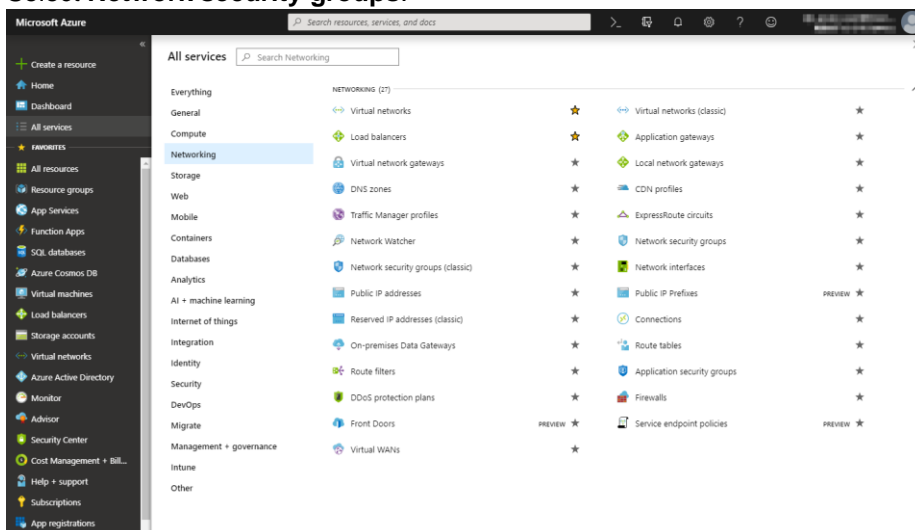 Select Network security groups.
Microsoft Azure
Search resources, services, and docs
All services
Search Networking
Create a resource
Home
Dashboard
All services
FAVORITES
All resources
Resource groups
App Services
Function Apps
SQL databases
Azure Cosmos DB
Virtual machines
Load balancers
Storage accounts
Virtual networks
Azure Active Directory
Monitor
Advisor
Security Center
Cost Management + Bill...
Help + support
Subscriptions
App registrations
Everything
General
Compute
Networking
Storage
Web
Mobile
Containers
Databases
Analytics
AI + machine learning
Internet of things
Integration
Identity
Security
DevOps
Migrate
Management + governance
Intune
Other
NETWORKING (27)
Virtual networks
Virtual networks (classic)
Load balancers
Application gateways
Virtual network gateways
Local network gateways
DNS zones
CDN profiles
Traffic Manager profiles
ExpressRoute circuits
Network Watcher
Network security groups
Network security groups (classic)
Network interfaces
Public IP addresses
Public IP Prefixes PREVIEW
Reserved IP addresses (classic)
Connections
On-premises Data Gateways
Route tables
Route filters
Application security groups
DDoS protection plans
Firewalls
Front Doors PREVIEW
Service endpoint policies PREVIEW
Virtual WANs